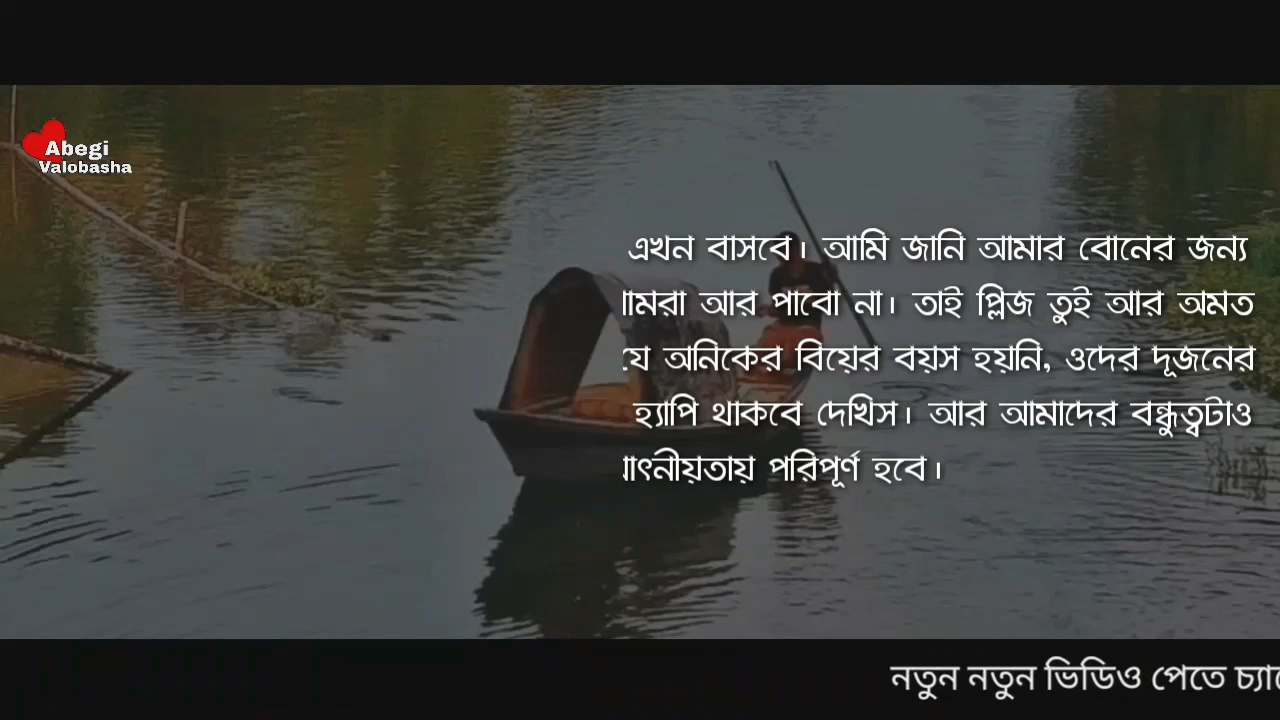 Abegi
Valobasha
এখন বাসবে। আমি জানি আমার বোনের জন্য
আর পাবো না। তাই প্লিজ তুই আর অমত
অনিকের বিয়ের বয়স হয়নি, ওদের দূজনের
হ্যাপি থাকবে দেখিস। আর আমাদের বন্ধুত্বটাও
পরিপূর্ণ হবে।
নতুন নতুন ভিডিও পেতে